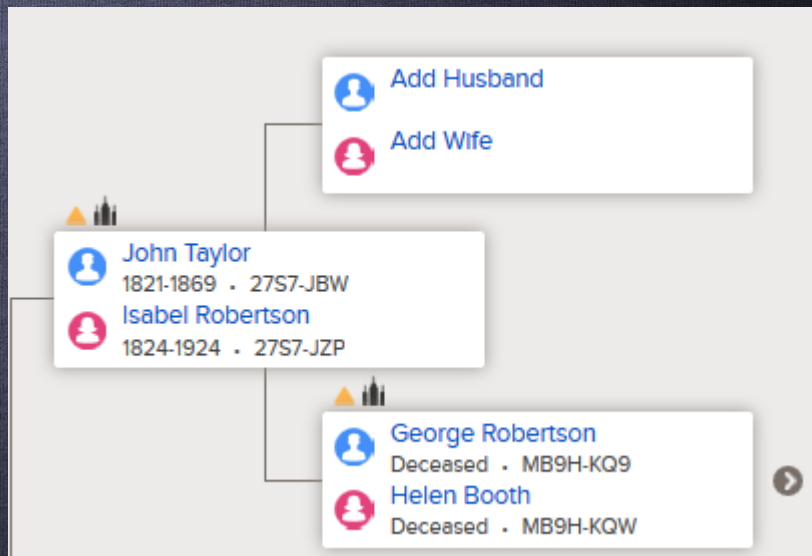 Add Husband
Add Wife
John Taylor
1821-1869 • 27S7-JBW
Isabel Robertson
1824-1924 • 27S7-JZP
George Robertson
Deceased • MB9H-KQ9
Helen Booth
Deceased • MB9H-KQW